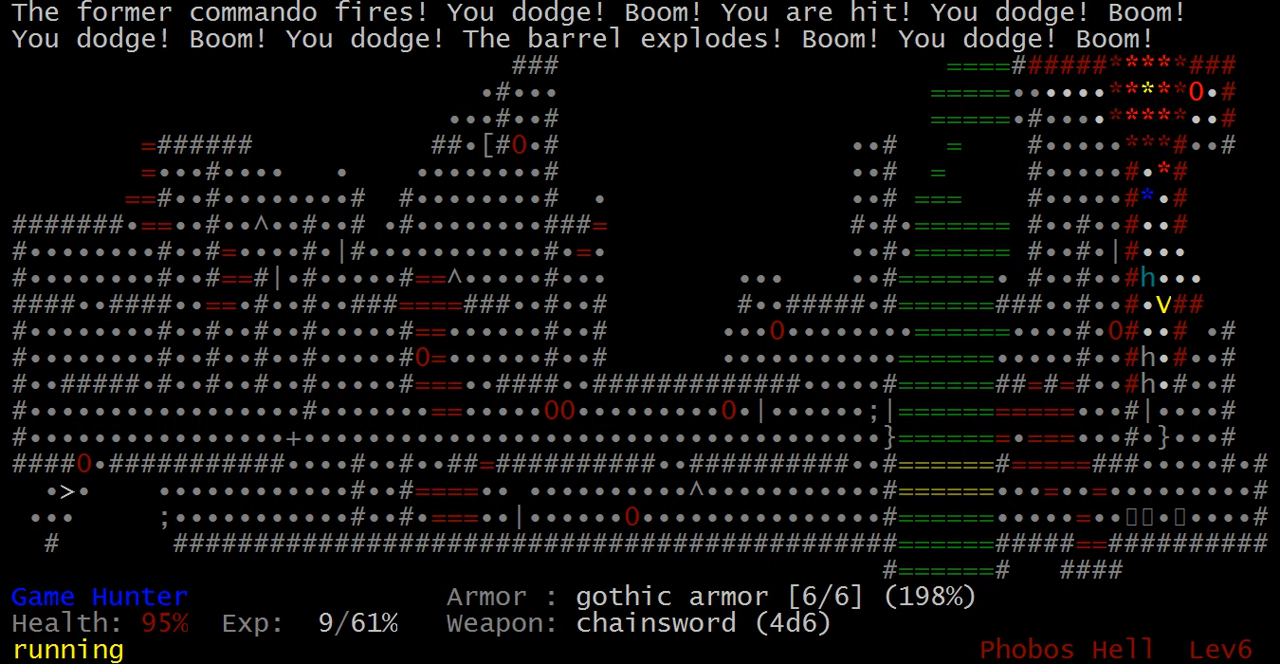 The former commando fires! You dodge! Boom! You are hit! You dodge! Boom!
You dodge! Boom! You dodge! The barrel explodes! Boom! You dodge! Boom!
Game Hunter
Armor : gothic armor [6/6] (198%)
Health: 95% Exp: 9/61% Weapon: chainsword (4d6)
running
Phobos Hell Lev6